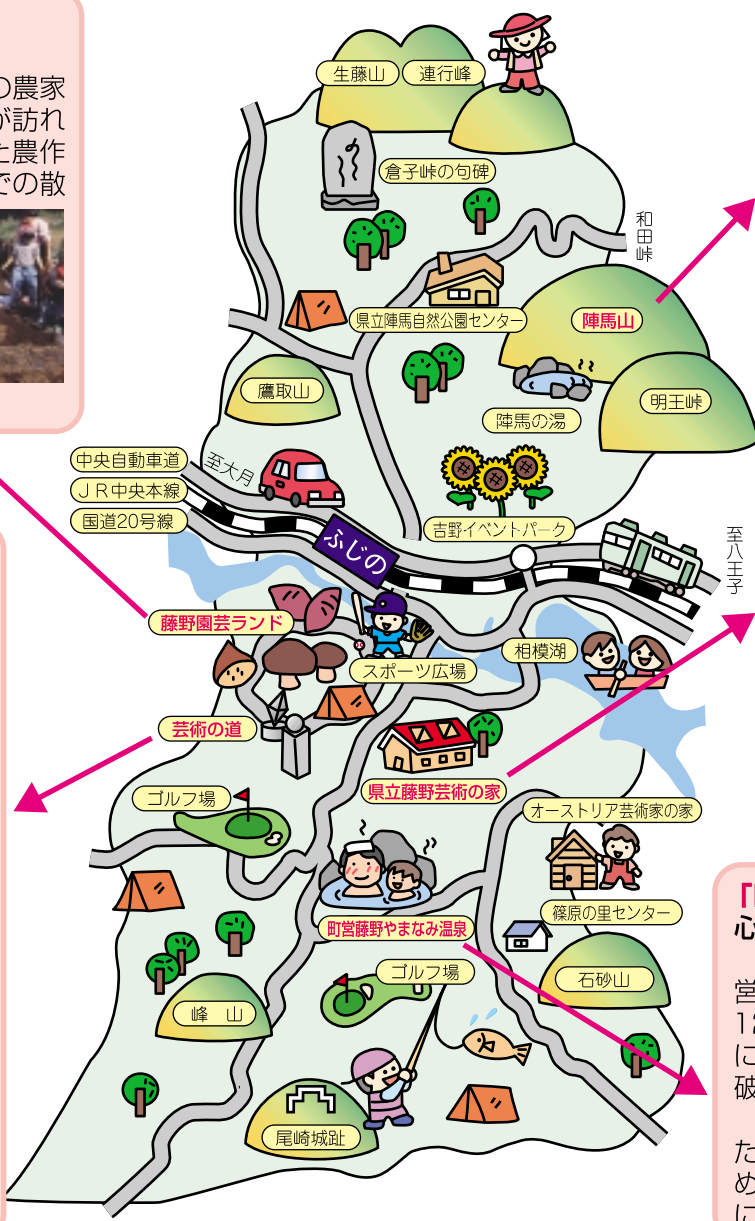 の農家
が訪れ
た農作
での散
生藤山
連行峰
倉子峠の句碑
和田峠
県立陣馬自然公園センター
陣馬山
鷹取山
陣馬の湯
明王峠
中央自動車道
至大月
JR中央本線
国道20号線
吉野イベントパーク
ふじの
至八王子
藤野園芸ランド
相模湖
スポーツ広場
芸術の道
県立藤野芸術の家
ゴルフ場
オーストリア芸術家の家
篠原の里センター
町営藤野やまなみ温泉
ゴルフ場
石砂山
峰 山
尾崎城趾
心
営
12
に
破
た
め
に